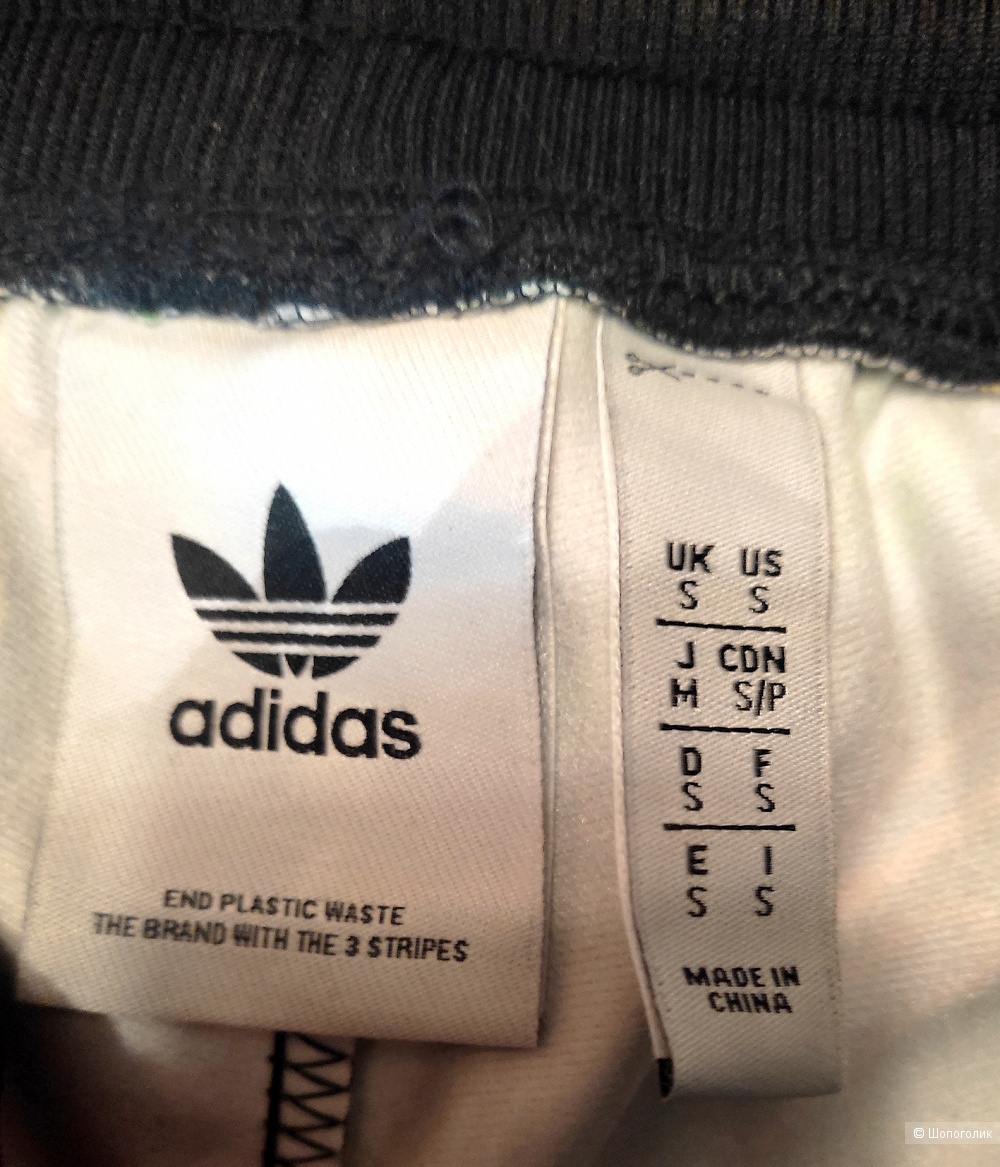 adidas
END PLASTIC WASTE
THE BRAND WITH THE 3 STRIPES
UK US
S S
J CDN
M S/P
D F
S S
E I
S S
MADE IN
CHINA
© Шопоголик